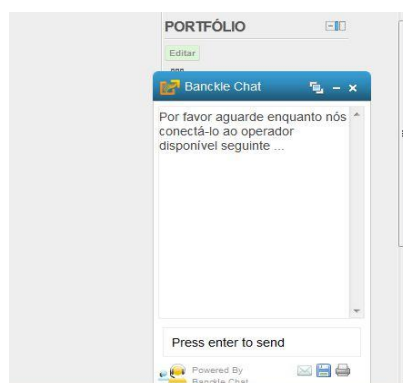 PORTFÓLIO
Editar
Banckle Chat
Por favor aguarde enquanto nós
conectá-lo ao operador
disponível seguinte ...
Press enter to send
Powered By
Banckle Chat